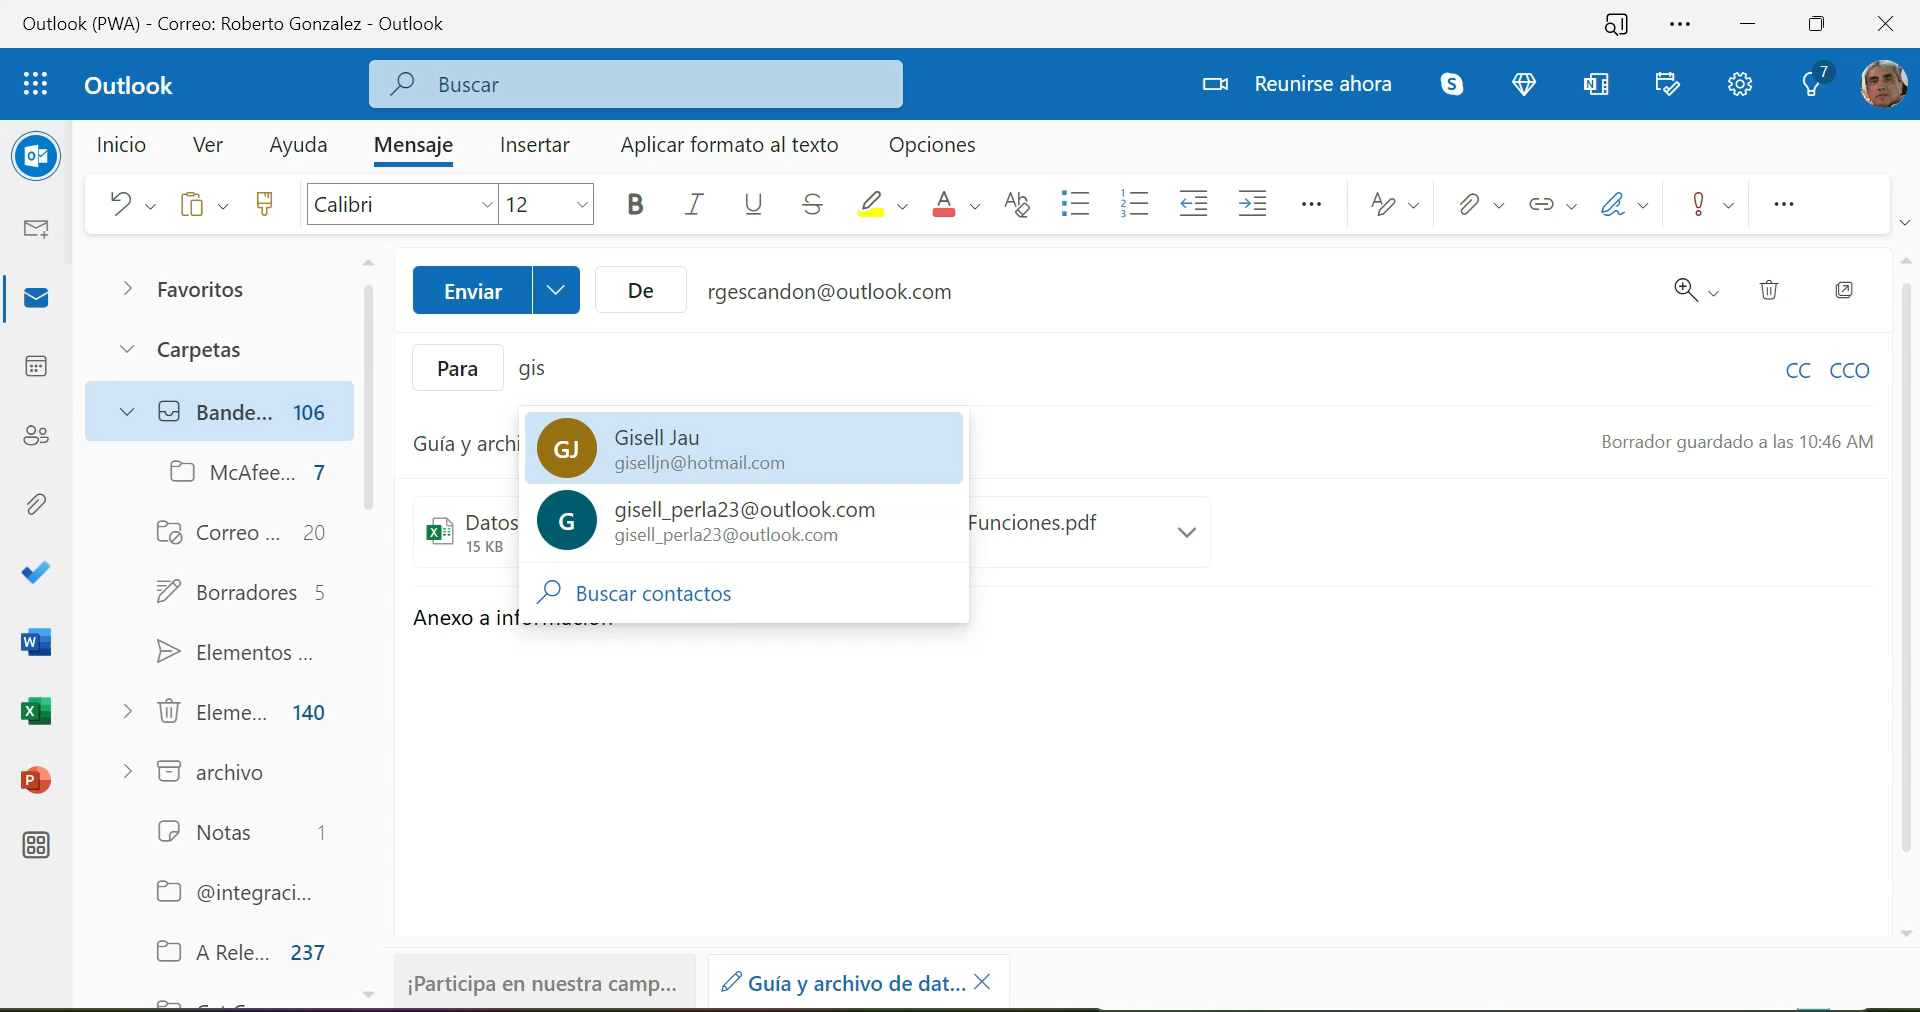 Outlook (PWA) - Correo: Roberto Gonzalez - Outlook
Outlook
Buscar
Reunirse ahora
7
Inicio Ver Ayuda Mensaje Insertar Aplicar formato al texto Opciones
Calibri 12
Favoritos
Carpetas
Bande... 106
McAfee... 7
Correo ... 20
Borradores 5
Elementos ...
Eleme... 140
archivo
Notas 1
@integraci...
A Rele... 237
Enviar De rgescandon@outlook.com
Para gis CC CCO
Guía y archi Borrador guardado a las 10:46 AM
GJ Gisell Jau
giselljn@hotmail.com
G gisell_perla23@outlook.com
gisell_perla23@outlook.com
Buscar contactos
Datos
15 KB
Funciones.pdf
Anexo a información
¡Participa en nuestra camp...
Guía y archivo de dat...